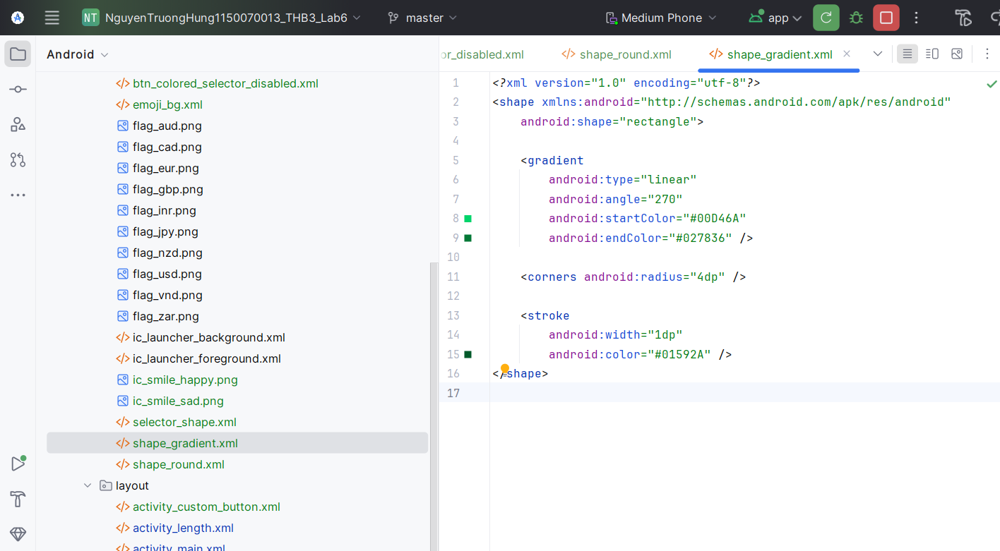 NT NguyenTruongHung1150070013_THB3_Lab6 master Medium Phone app
Android
or_disabled.xml shape_round.xml shape_gradient.xml
btn_colored_selector_disabled.xml
emoji_bg.xml
flag_aud.png
flag_cad.png
flag_eur.png
flag_gbp.png
flag_inr.png
flag_jpy.png
flag_nzd.png
flag_usd.png
flag_vnd.png
flag_zar.png
ic_launcher_background.xml
ic_launcher_foreground.xml
ic_smile_happy.png
ic_smile_sad.png
selector_shape.xml
shape_gradient.xml
shape_round.xml
layout
activity_custom_button.xml
activity_length.xml
activity_main.xml
1 <?xml version="1.0" encoding="utf-8"?>
2 <shape xmlns:android="http://schemas.android.com/apk/res/android"
3 android:shape="rectangle">
4
5 <gradient
6 android:type="linear"
7 android:angle="270"
8 android:startColor="#00D46A"
9 android:endColor="#027836" />
10
11 <corners android:radius="4dp" />
12
13 <stroke
14 android:width="1dp"
15 android:color="#01592A" />
16 </shape>
17